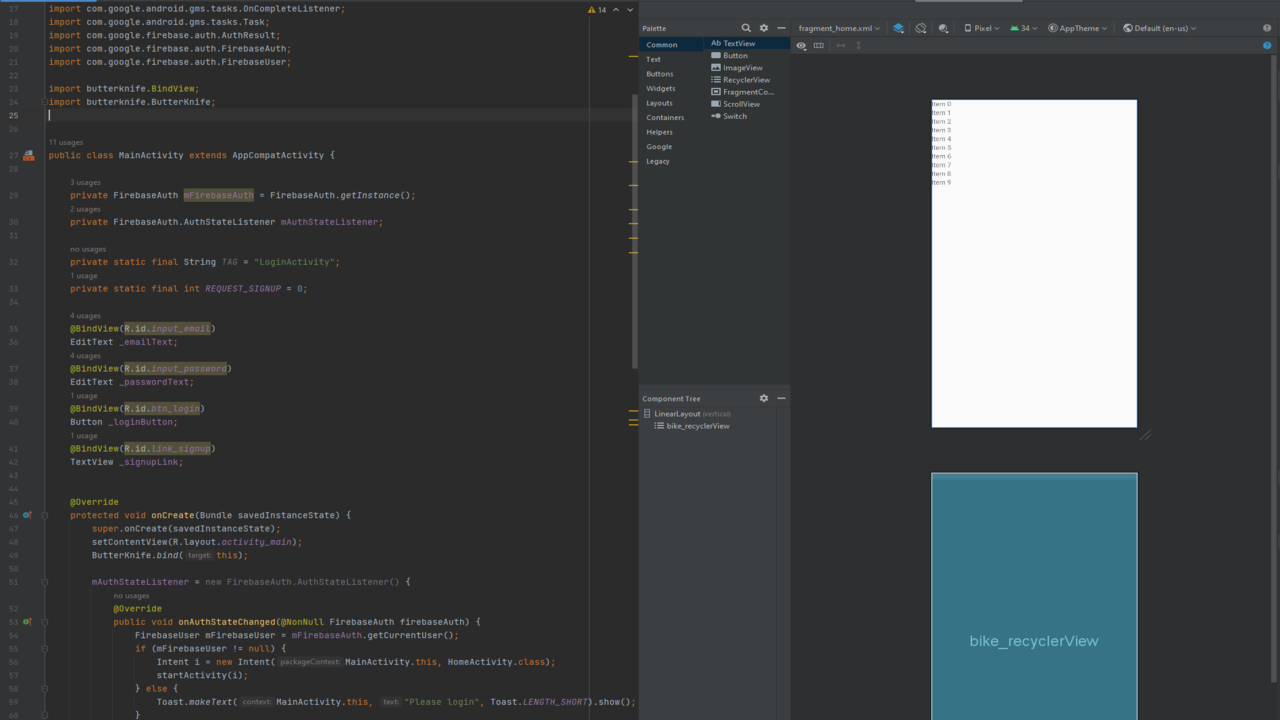 17 import com.google.android.gms.tasks.OnCompleteListener;
18 import com.google.android.gms.tasks.Task;
19 import com.google.firebase.auth.AuthResult;
20 import com.google.firebase.auth.FirebaseAuth;
21 import com.google.firebase.auth.FirebaseUser;
22
23 import butterknife.BindView;
24 import butterknife.ButterKnife;
25
26
11 usages
27 public class MainActivity extends AppCompatActivity {
28
3 usages
29 private FirebaseAuth mFirebaseAuth = FirebaseAuth.getInstance();
2 usages
30 private FirebaseAuth.AuthStateListener mAuthStateListener;
31
no usages
32 private static final String TAG = "LoginActivity";
1 usage
33 private static final int REQUEST_SIGNUP = 0;
34
4 usages
35 @BindView(R.id.input_email)
36 EditText _emailText;
4 usages
37 @BindView(R.id.input_password)
38 EditText _passwordText;
1 usage
39 @BindView(R.id.btn_login)
40 Button _loginButton;
1 usage
41 @BindView(R.id.link_signup)
42 TextView _signupLink;
43
44
45 @Override
46 protected void onCreate(Bundle savedInstanceState) {
47 super.onCreate(savedInstanceState);
48 setContentView(R.layout.activity_main);
49 ButterKnife.bind( target: this);
50
51 mAuthStateListener = new FirebaseAuth.AuthStateListener() {
no usages
52 @Override
53 public void onAuthStateChanged(@NonNull FirebaseAuth firebaseAuth) {
54 FirebaseUser mFirebaseUser = mFirebaseAuth.getCurrentUser();
55 if (mFirebaseUser != null) {
56 Intent i = new Intent( packageContext: MainActivity.this, HomeActivity.class);
57 startActivity(i);
58 } else {
59 Toast.makeText( context: MainActivity.this, text: "Please login", Toast.LENGTH_SHORT).show();
60 }
14
Palette
Common
Text
Buttons
Widgets
Layouts
Containers
Helpers
Google
Legacy
Ab TextView
Button
ImageView
RecyclerView
FragmentCo...
ScrollView
Switch
Component Tree
LinearLayout (vertical)
bike_recyclerView
fragment_home.xml
Pixel
34
AppTheme
Default (en-us)
Item 0
Item 1
Item 2
Item 3
Item 4
Item 5
Item 6
Item 7
Item 8
Item 9
bike_recyclerView